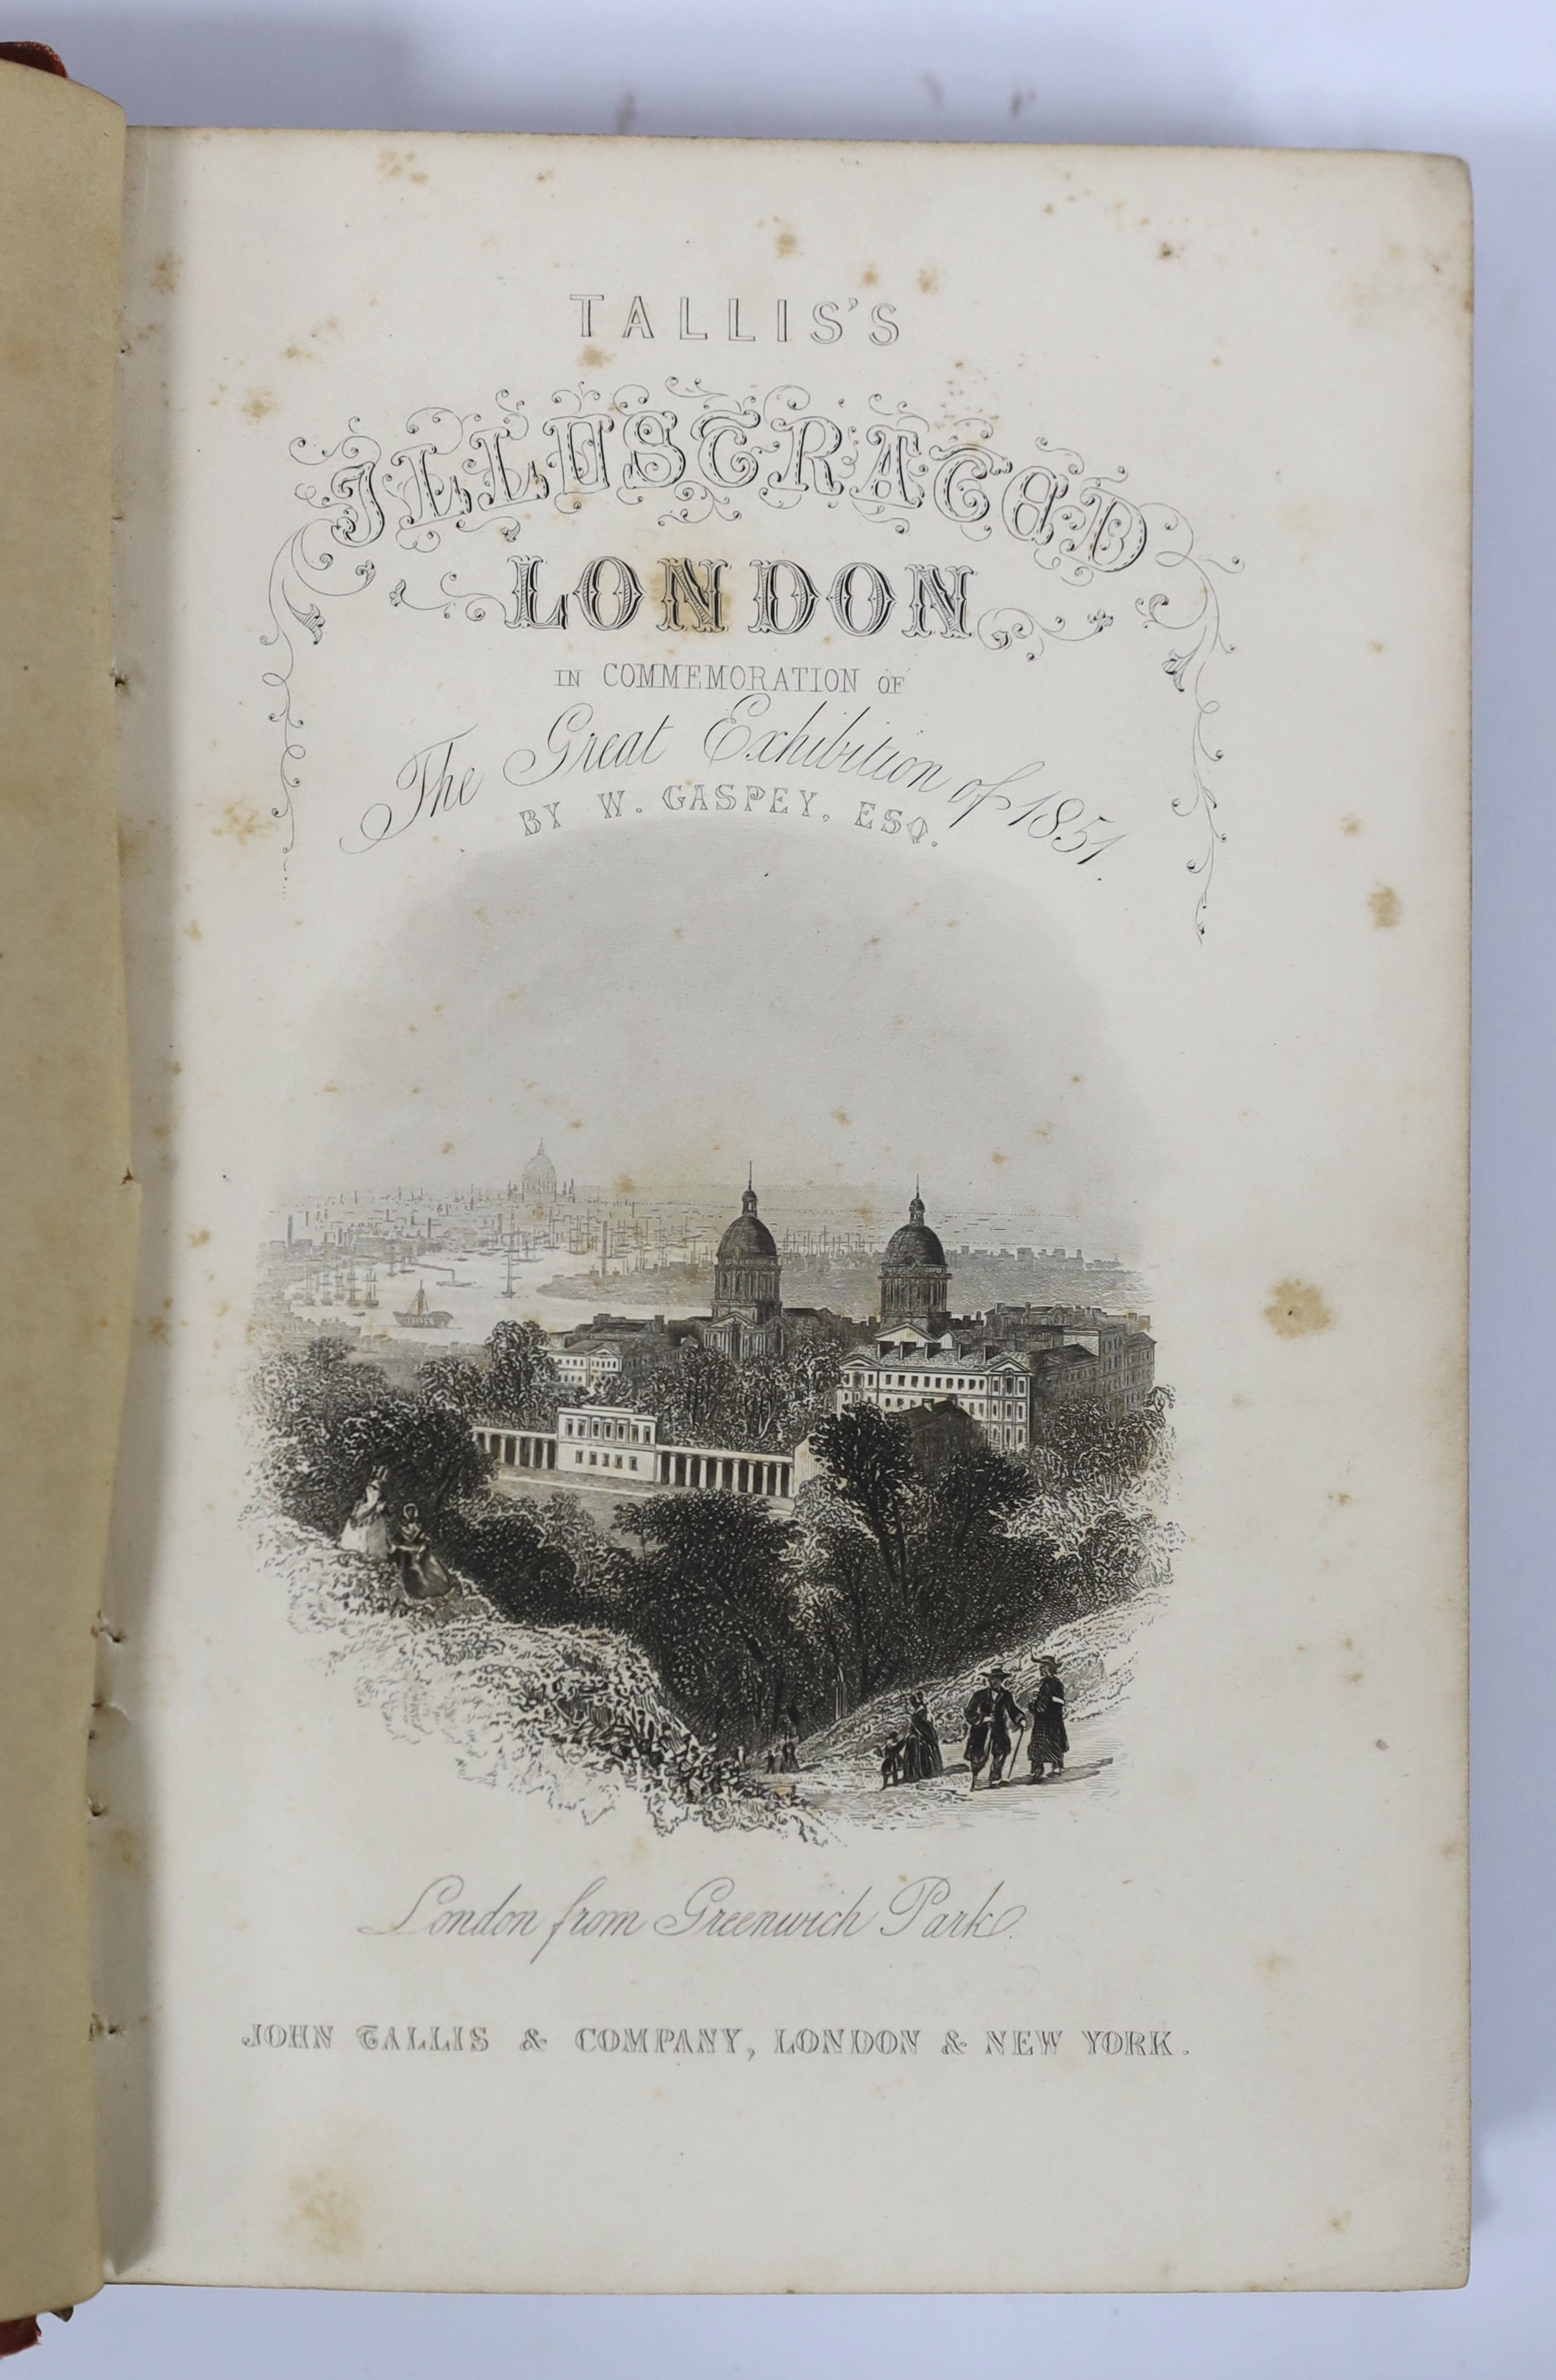 TALLIS'S
ILLUSTRATED
LONDON
IN COMMEMORATION OF
The Great Exhibition of 1851.
BY W. GASPEY, ESQ.
London from Greenwich Park.
JOHN TALLIS & COMPANY, LONDON & NEW YORK.